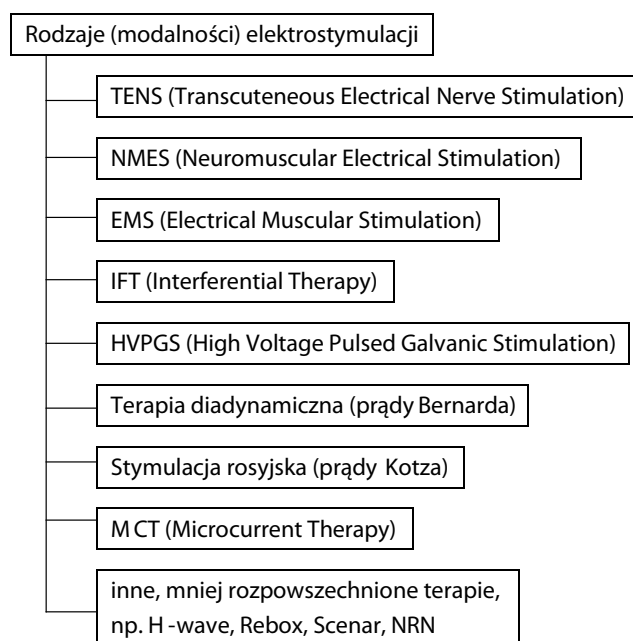 Rodzaje (modalności) elektrostymulacji
TENS (Transcuteneous Electrical Nerve Stimulation)
NMES (Neuromuscular Electrical Stimulation)
EMS (Electrical Muscular Stimulation)
IFT (Interferential Therapy)
HVPGS (High Voltage Pulsed Galvanic Stimulation)
Terapia diadynamiczna (prądy Bernarda)
Stymulacja rosyjska (prądy Kotza)
MCT (Microcurrent Therapy)
inne, mniej rozpowszechnione terapie,
np. H -wave, Rebox, Scenar, NRN